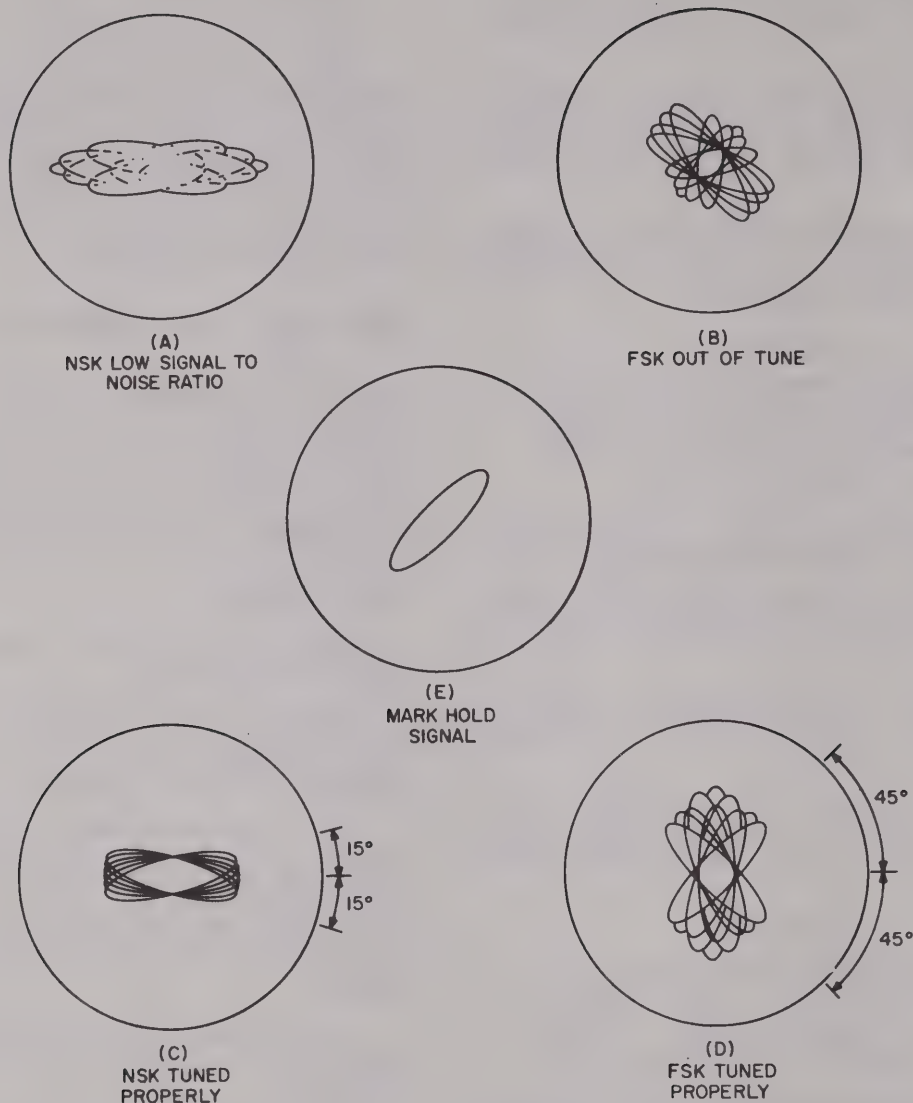 (A)
NSK LOW SIGNAL TO
NOISE RATIO
(B)
FSK OUT OF TUNE
(E)
MARK HOLD
SIGNAL
15°
15°
(C)
NSK TUNED
PROPERLY
45°
45°
(D)
FSK TUNED
PROPERLY